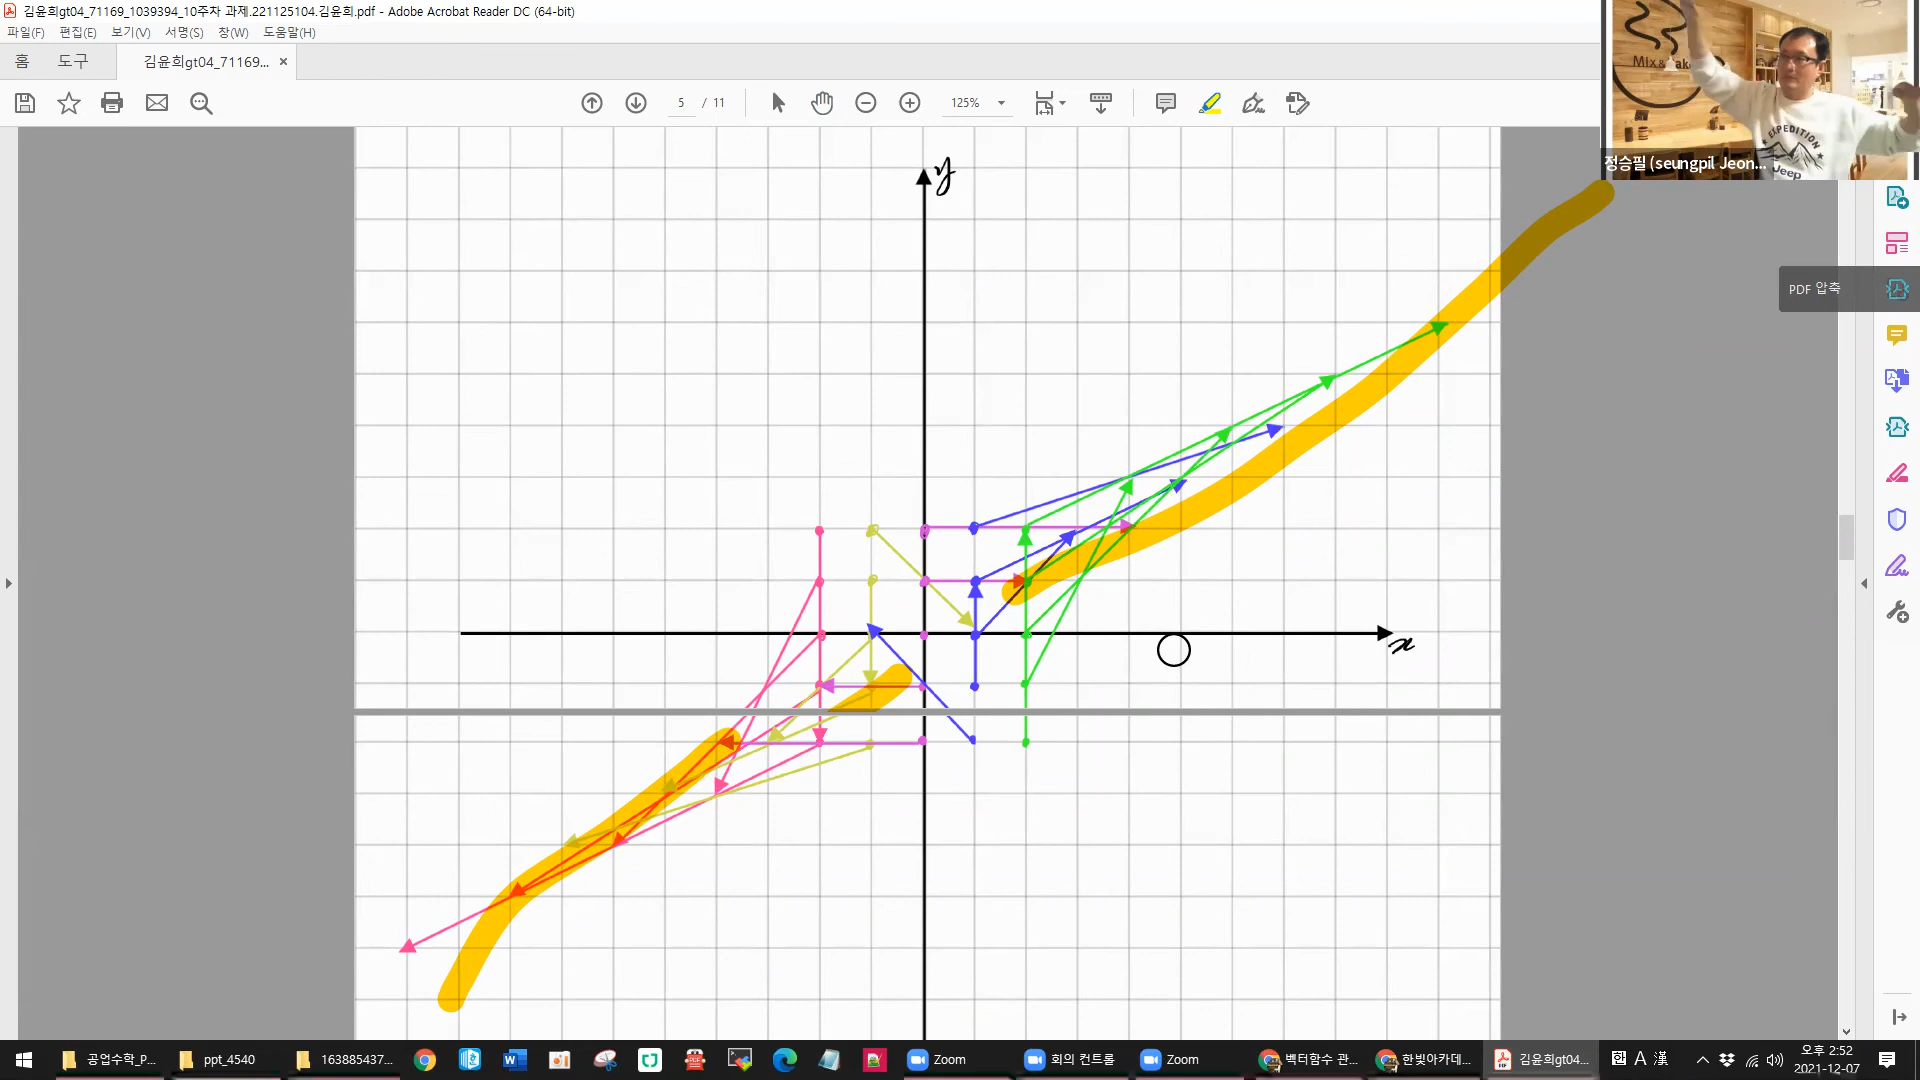 김윤희gt04_71169_1039394_10주차 과제.221125104.김윤희.pdf - Adobe Acrobat Reader DC (64-bit)
파일(F) 편집(E) 보기(V) 서명(S) 창(W) 도움말(H)
홈 도구 김윤희gt04_71169... ×
5 / 11 125%
EXPEDITION
Jeep
정승필 (seungpil Jeon...
PDF 압축
y
x
공업수학_P... ppt_4540 163885437... Zoom 회의 컨트롤 Zoom 벡터함수 관... 한빛아카데... 김윤희gt04... A 漢 오후 2:52
2021-12-07